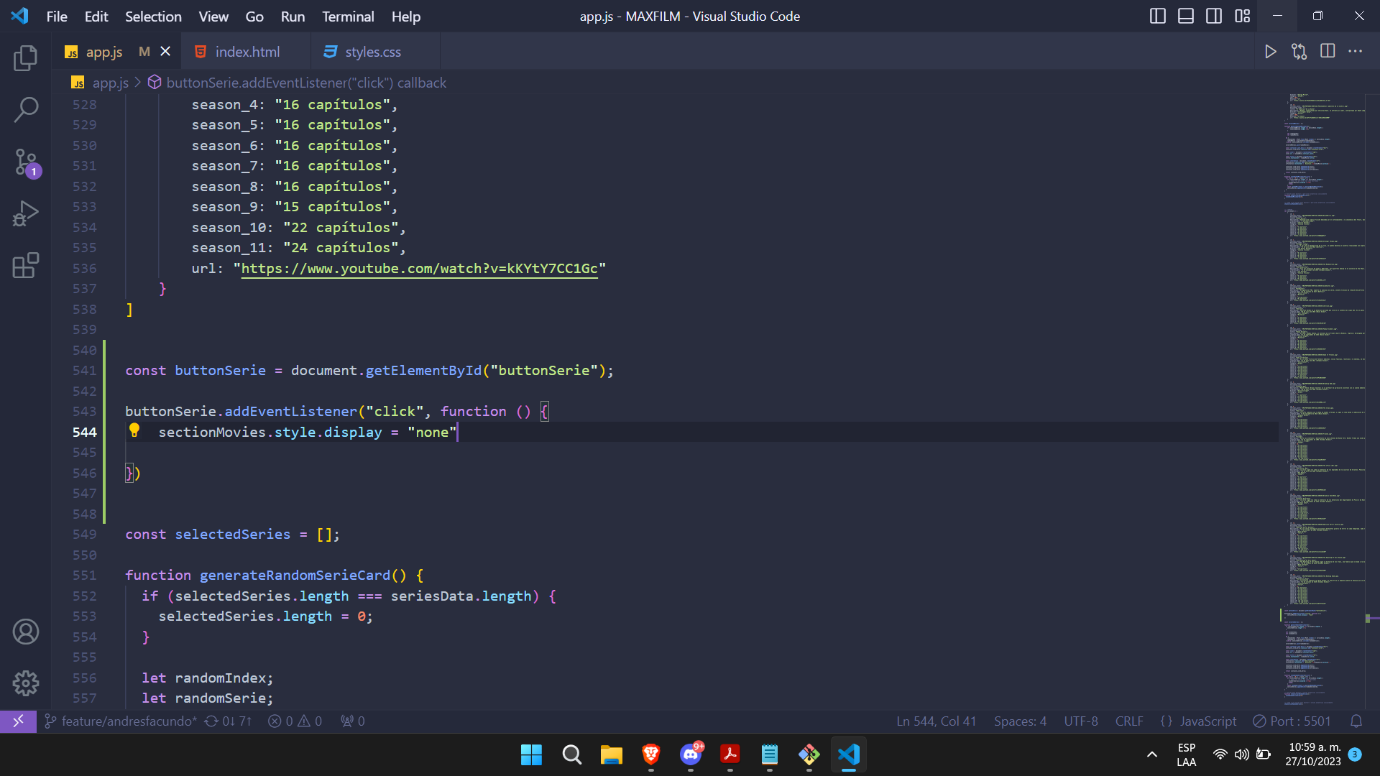 File Edit Selection View Go Run Terminal Help app.js - MAXFILM - Visual Studio Code
JS app.js M index.html styles.css
JS app.js > buttonSerie.addEventListener("click") callback
528 season_4: "16 capítulos",
529 season_5: "16 capítulos",
530 season_6: "16 capítulos",
531 season_7: "16 capítulos",
532 season_8: "16 capítulos",
533 season_9: "15 capítulos",
534 season_10: "22 capítulos",
535 season_11: "24 capítulos",
536 url: "https://www.youtube.com/watch?v=kKYtY7CC1Gc"
537 }
538 ]
539
540
541 const buttonSerie = document.getElementById("buttonSerie");
542
543 buttonSerie.addEventListener("click", function () {
544 sectionMovies.style.display = "none"
545
546 })
547
548
549 const selectedSeries = [];
550
551 function generateRandomSerieCard() {
552 if (selectedSeries.length === seriesData.length) {
553 selectedSeries.length = 0;
554 }
555
556 let randomIndex;
557 let randomSerie;
1
feature/andresfacundo* 0↓ 7↑ 0 0 0 Ln 544, Col 41 Spaces: 4 UTF-8 CRLF {} JavaScript Port : 5501
9+
ESP
LAA
10:59 a. m.
27/10/2023
3